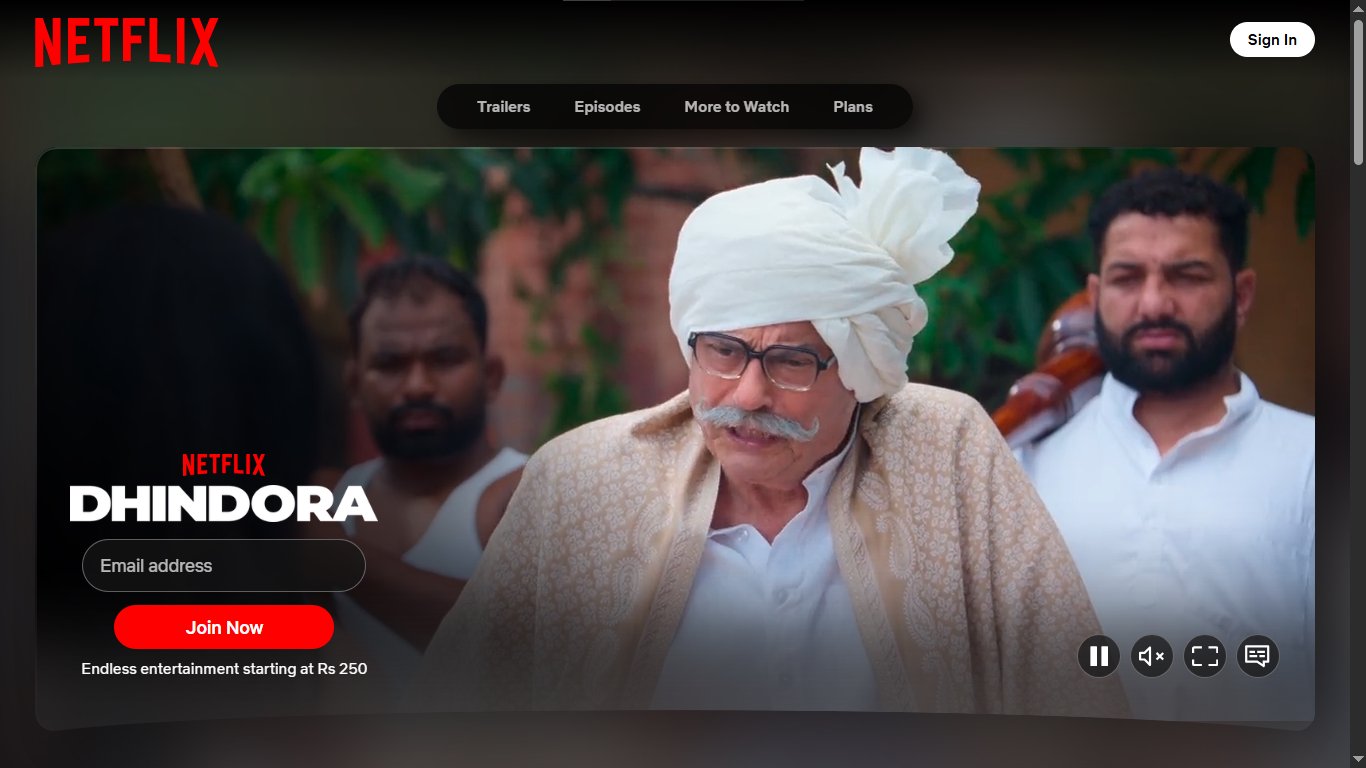 NETFLIX
Sign In
Trailers Episodes More to Watch Plans
NETFLIX
DHINDORA
Email address
Join Now
Endless entertainment starting at Rs 250